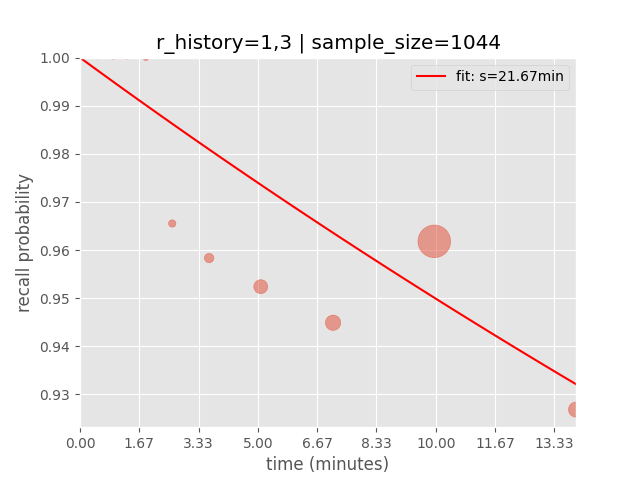 r_history=1,3 | sample_size=1044
fit: s=21.67min
recall probability
1.00
0.99
0.98
0.97
0.96
0.95
0.94
0.93
0.00 1.67 3.33 5.00 6.67 8.33 10.00 11.67 13.33
time (minutes)